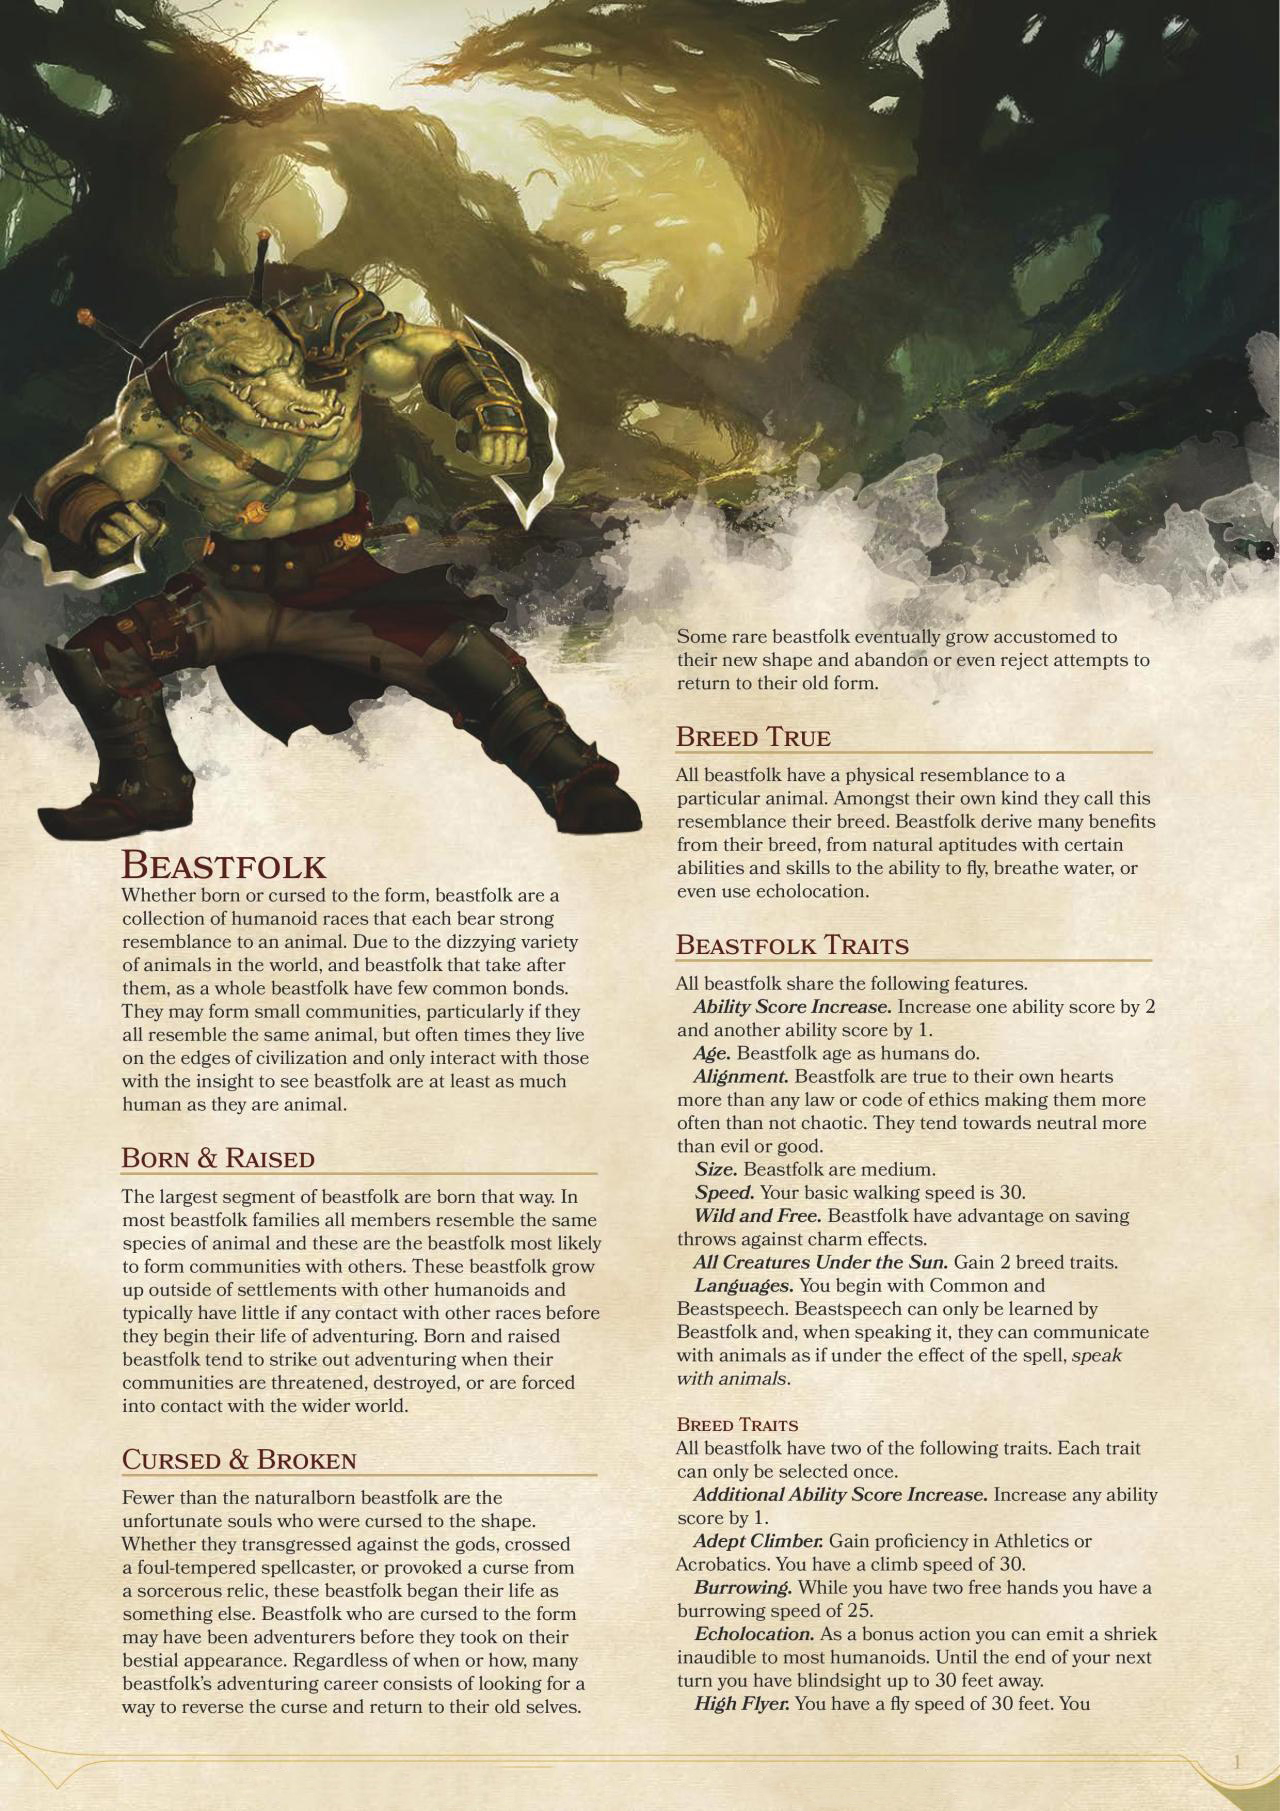 Beastfolk
Whether born or cursed to the form, beastfolk are a
collection of humanoid races that each bear strong
resemblance to an animal. Due to the dizzying variety
of animals in the world, and beastfolk that take after
them, as a whole beastfolk have few common bonds.
They may form small communities, particularly if they
all resemble the same animal, but often times they live
on the edges of civilization and only interact with those
with the insight to see beastfolk are at least as much
human as they are animal.
Born & Raised
The largest segment of beastfolk are born that way. In
most beastfolk families all members resemble the same
species of animal and these are the beastfolk most likely
to form communities with others. These beastfolk grow
up outside of settlements with other humanoids and
typically have little if any contact with other races before
they begin their life of adventuring. Born and raised
beastfolk tend to strike out adventuring when their
communities are threatened, destroyed, or are forced
into contact with the wider world.
Cursed & Broken
Fewer than the naturalborn beastfolk are the
unfortunate souls who were cursed to the shape.
Whether they transgressed against the gods, crossed
a foul-tempered spellcaster, or provoked a curse from
a sorcerous relic, these beastfolk began their life as
something else. Beastfolk who are cursed to the form
may have been adventurers before they took on their
bestial appearance. Regardless of when or how, many
beastfolk's adventuring career consists of looking for a
way to reverse the curse and return to their old selves.
Some rare beastfolk eventually grow accustomed to
their new shape and abandon or even reject attempts to
return to their old form.
Breed True
All beastfolk have a physical resemblance to a
particular animal. Amongst their own kind they call this
resemblance their breed. Beastfolk derive many benefits
from their breed, from natural aptitudes with certain
abilities and skills to the ability to fly, breathe water, or
even use echolocation.
Beastfolk Traits
All beastfolk share the following features.
Ability Score Increase. Increase one ability score by 2
and another ability score by 1.
Age. Beastfolk age as humans do.
Alignment. Beastfolk are true to their own hearts
more than any law or code of ethics making them more
often than not chaotic. They tend towards neutral more
than evil or good.
Size. Beastfolk are medium.
Speed. Your basic walking speed is 30.
Wild and Free. Beastfolk have advantage on saving
throws against charm effects.
All Creatures Under the Sun. Gain 2 breed traits.
Languages. You begin with Common and
Beastspeech. Beastspeech can only be learned by
Beastfolk and, when speaking it, they can communicate
with animals as if under the effect of the spell, speak
with animals.
Breed Traits
All beastfolk have two of the following traits. Each trait
can only be selected once.
Additional Ability Score Increase. Increase any ability
score by 1.
Adept Climber. Gain proficiency in Athletics or
Acrobatics. You have a climb speed of 30.
Burrowing. While you have two free hands you have a
burrowing speed of 25.
Echolocation. As a bonus action you can emit a shriek
inaudible to most humanoids. Until the end of your next
turn you have blindsight up to 30 feet away.
High Flyer. You have a fly speed of 30 feet. You
1